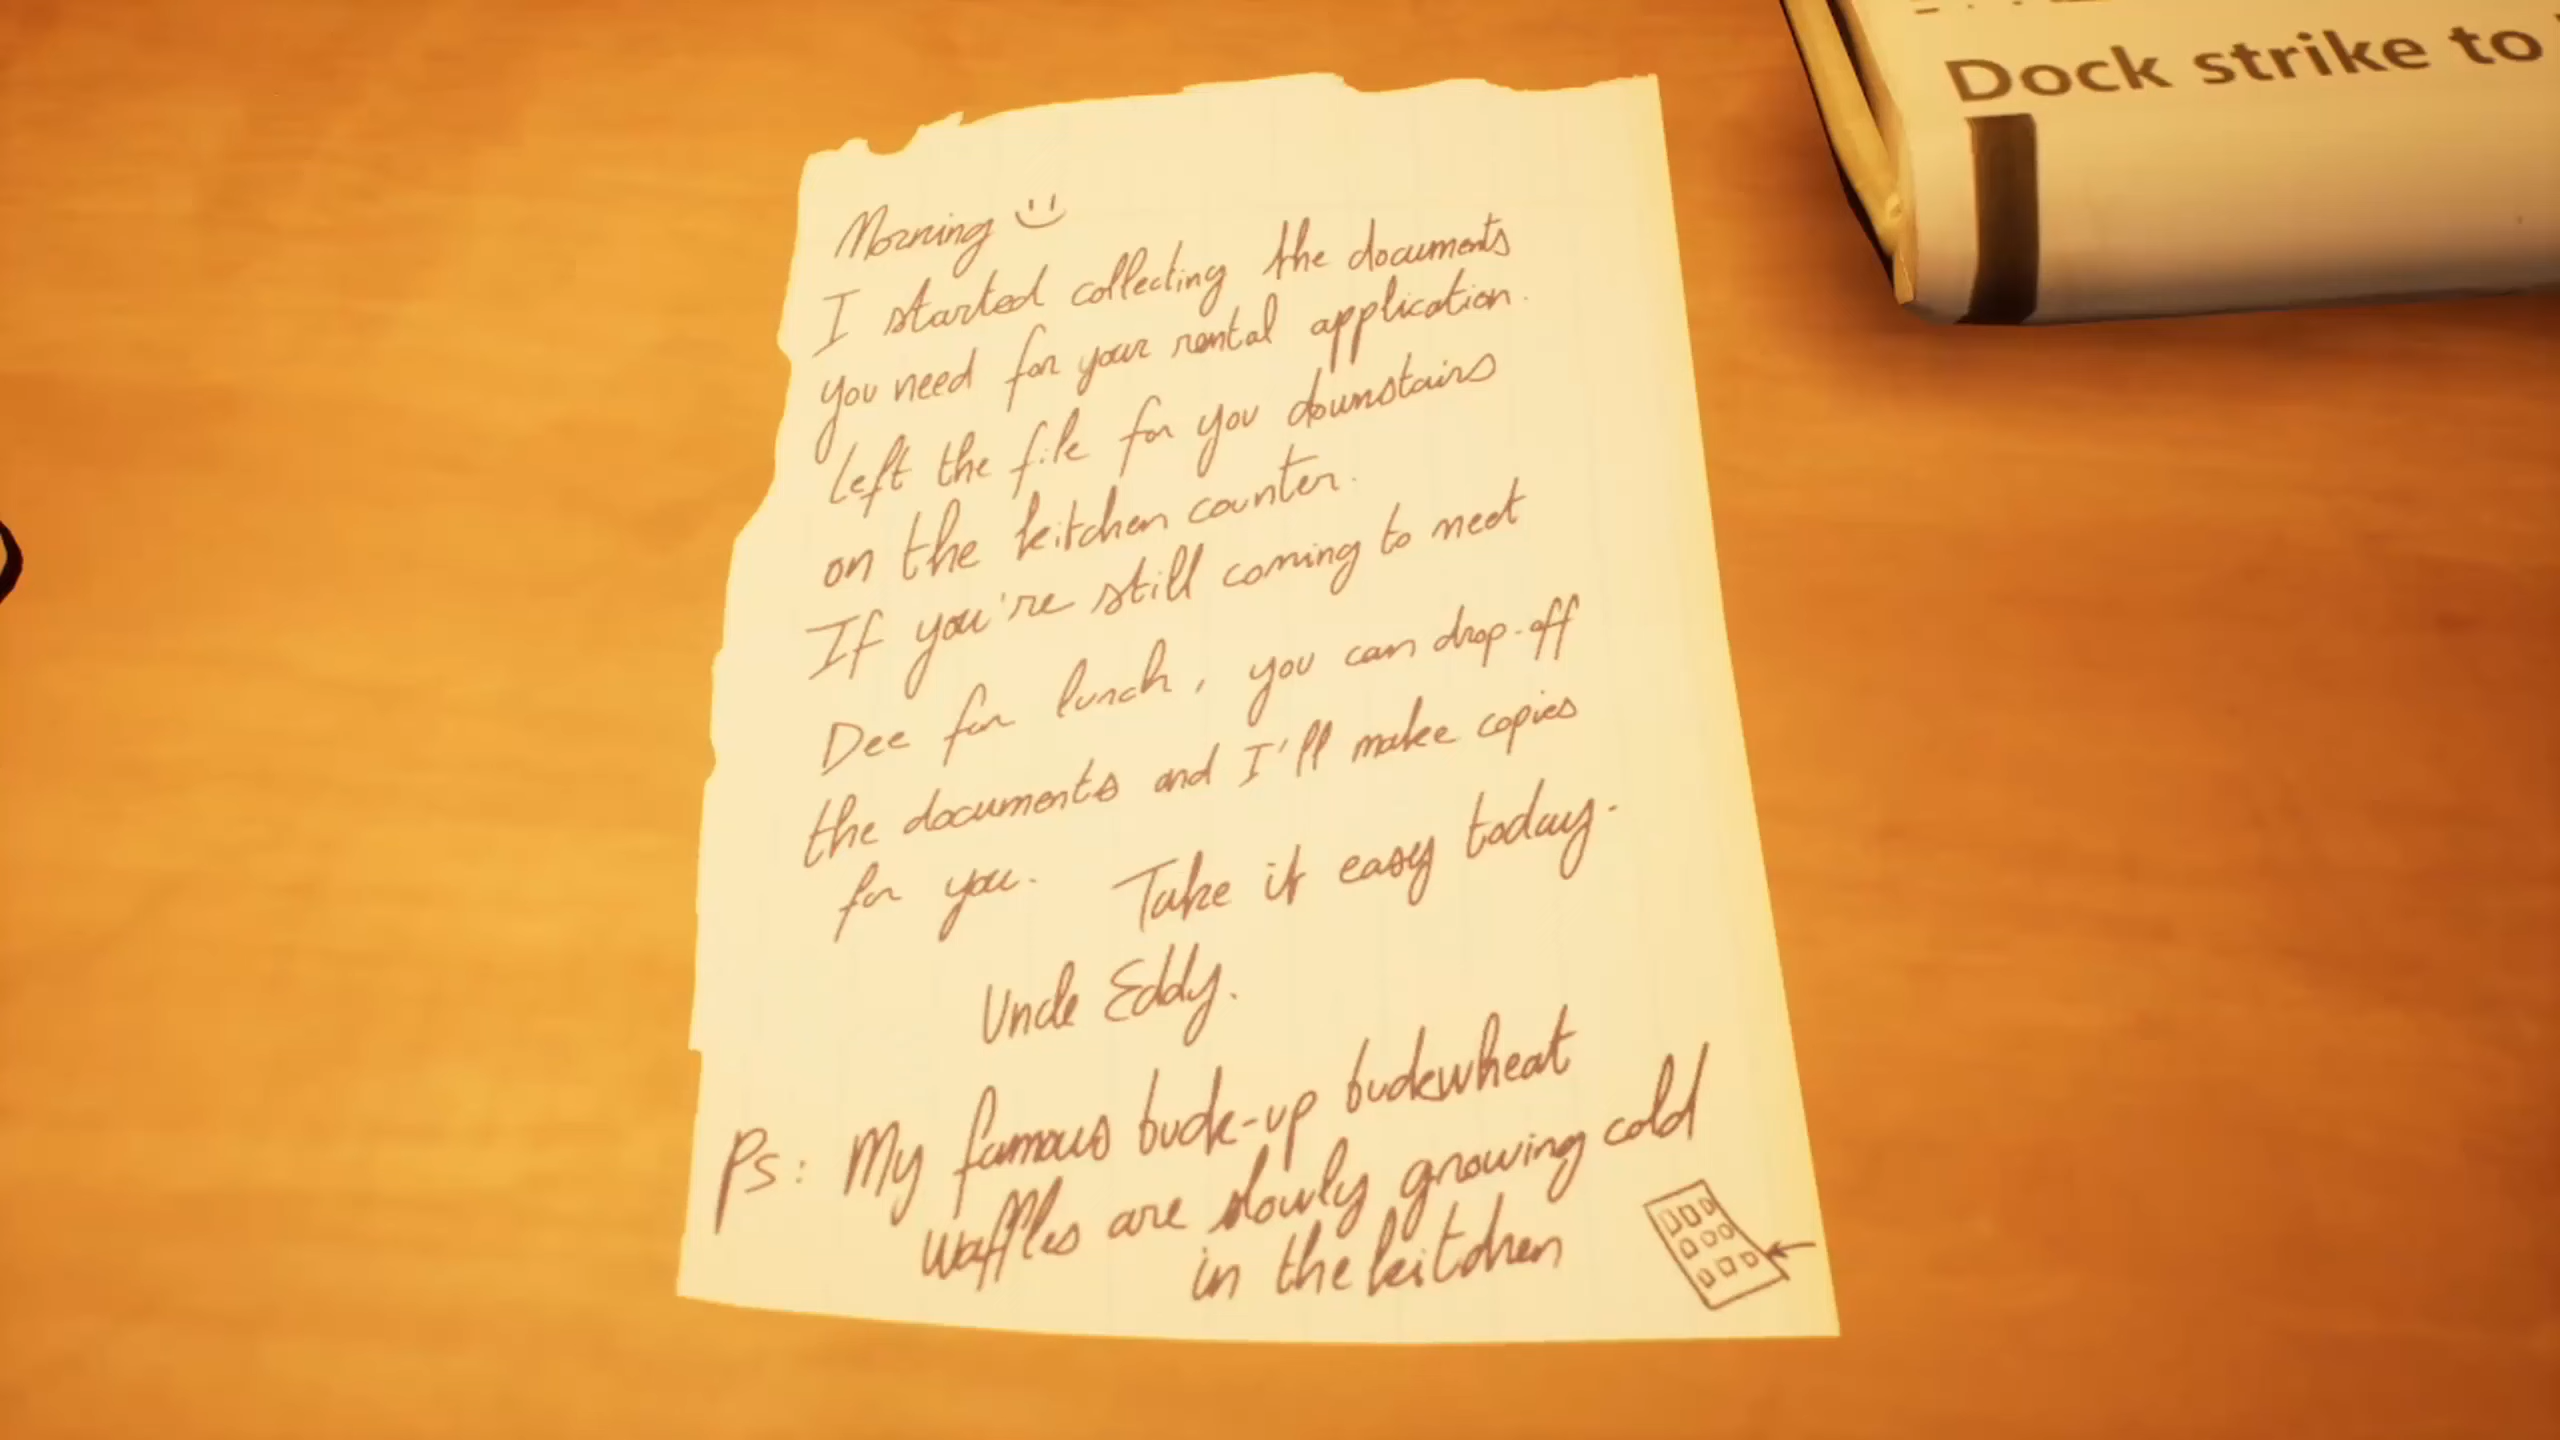 Dock strike to
Morning :)
I started collecting the documents
you need for your rental application.
Left the file for you downstairs
on the kitchen counter.
If you're still coming to meet
Dee for lunch, you can drop-off
the documents and I'll make copies
for you. Take it easy today.
Uncle Eddy.
PS: My famous buck-up buckwheat
waffles are slowly growing cold
in the kitchen